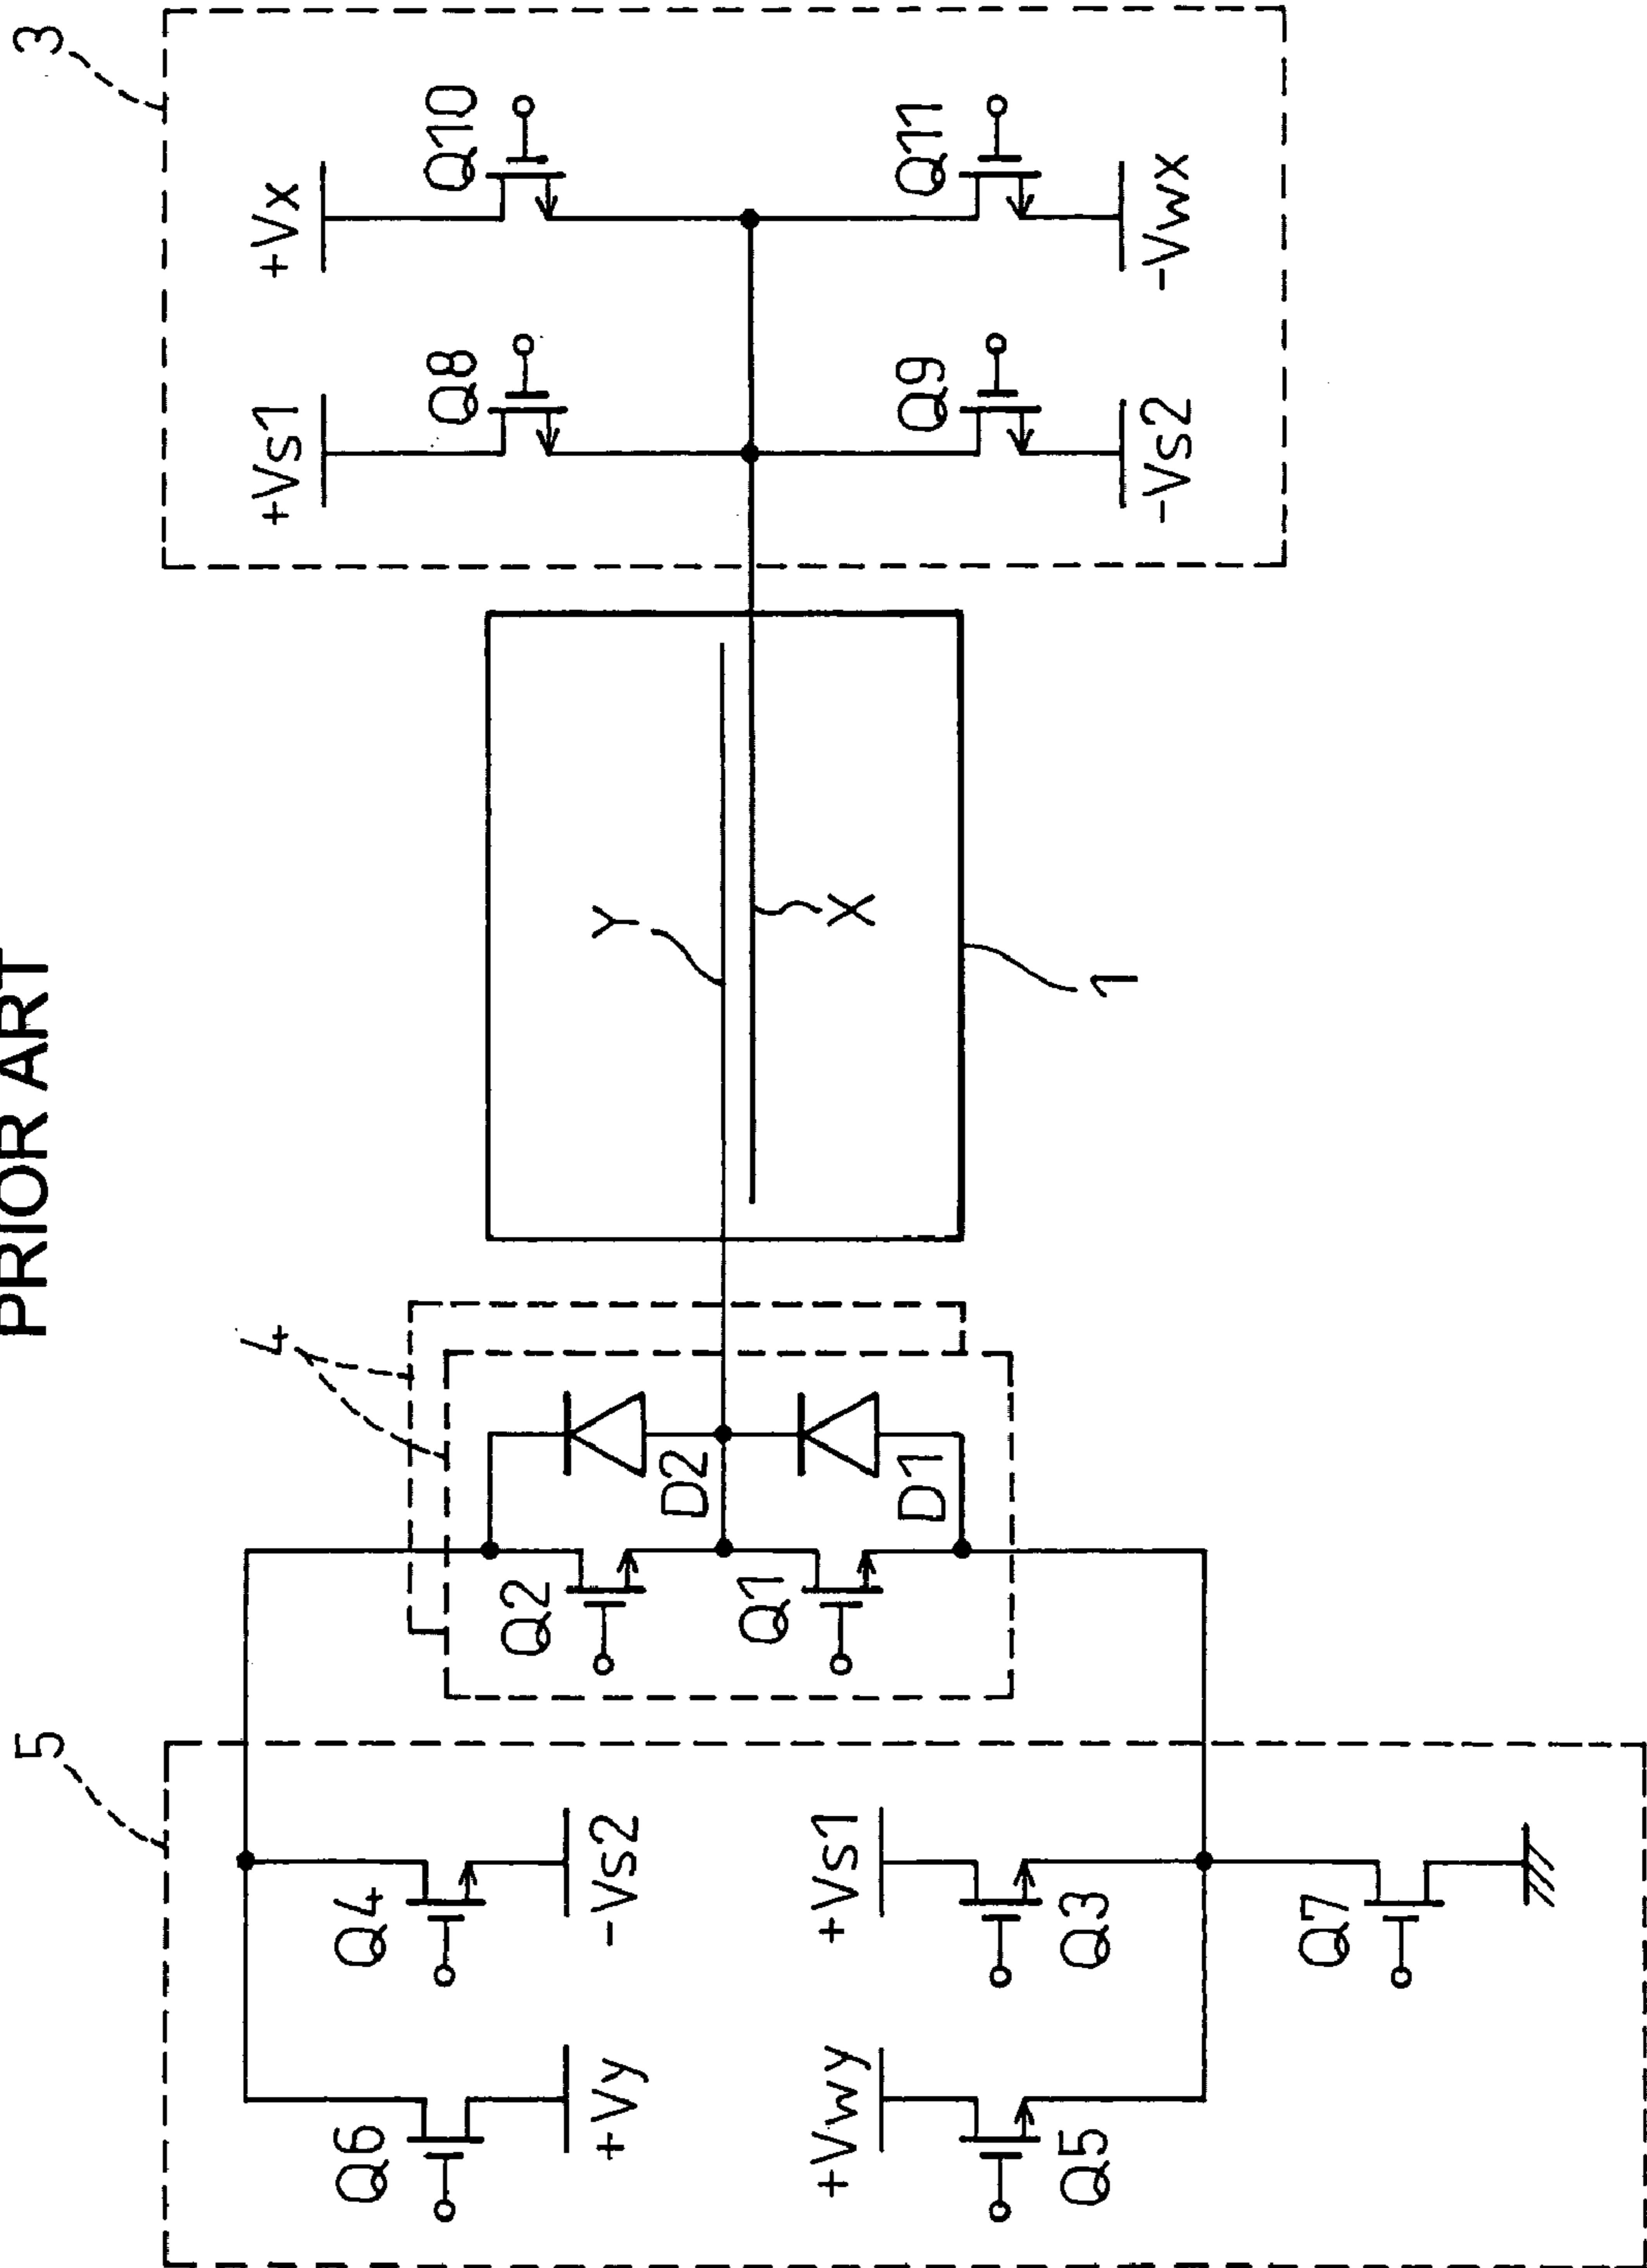 PRIOR ART
5
3
4
+Vs1
+Vx
Q6
Q4
Q8
Q10
Q2
+Vy
-Vs2
Y
D2
Q1
+Vwy
+Vs1
X
D1
Q9
Q11
Q5
Q3
1
-Vs2
-Vwx
Q7